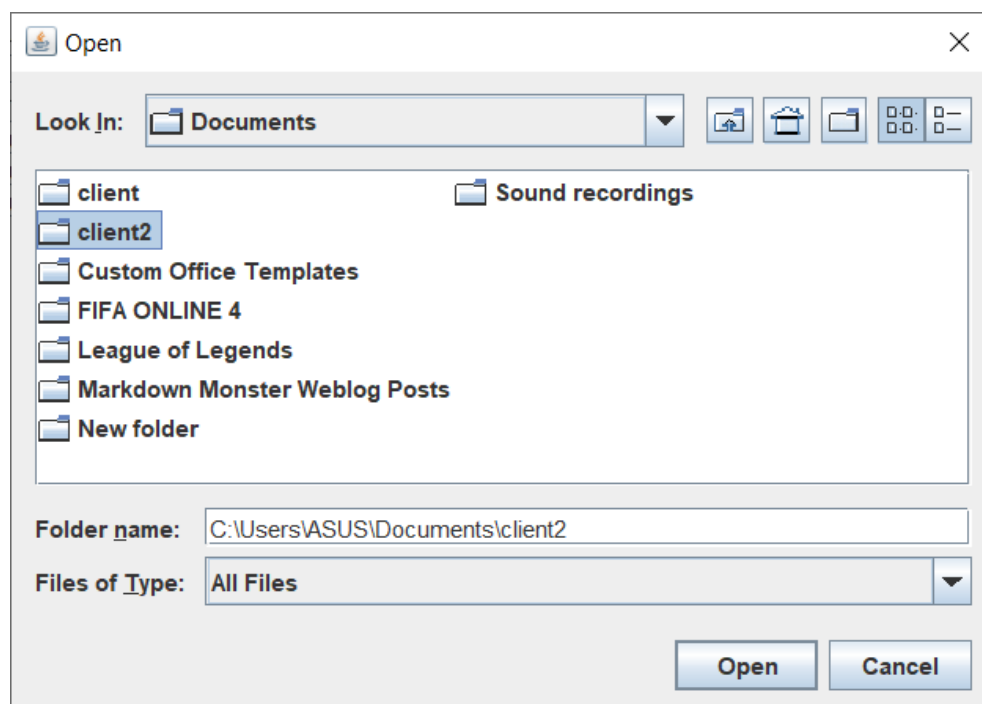 Open
Look In: Documents
client
client2
Custom Office Templates
FIFA ONLINE 4
League of Legends
Markdown Monster Weblog Posts
New folder
Sound recordings
Folder name: C:\Users\ASUS\Documents\client2
Files of Type: All Files
Open Cancel